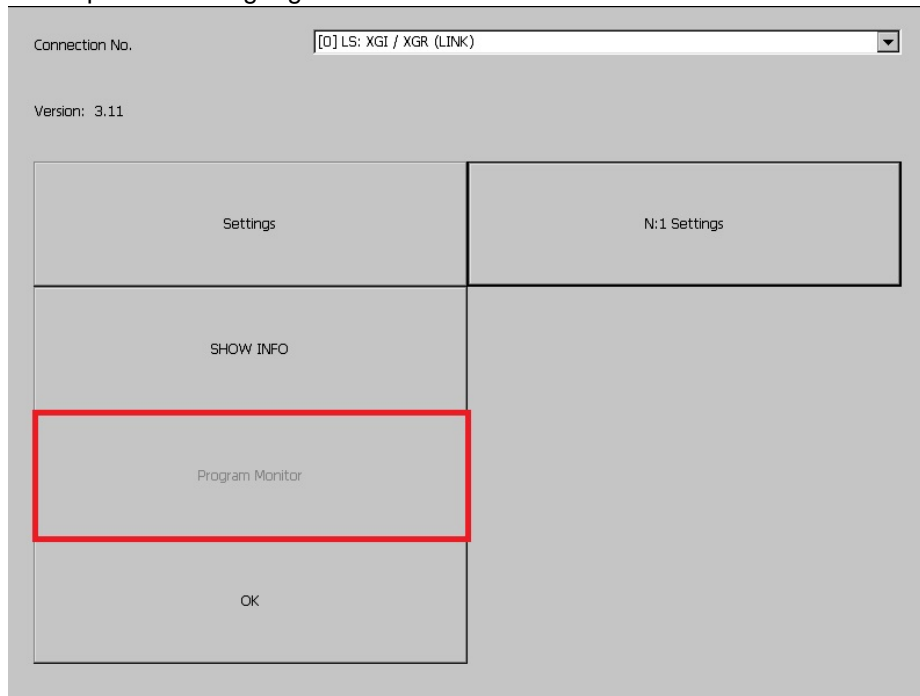 Connection No.
[0] LS: XGI / XGR (LINK)
Version: 3.11
Settings
N:1 Settings
SHOW INFO
Program Monitor
OK